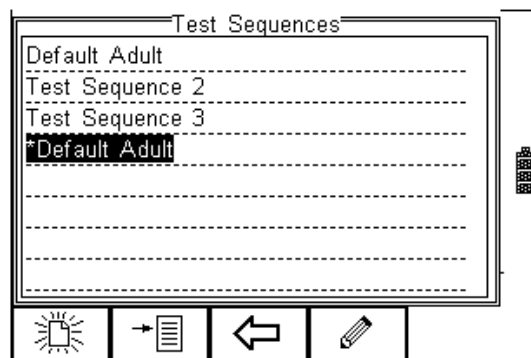 Test Sequences
Default Adult
Test Sequence 2
Test Sequence 3
*Default Adult